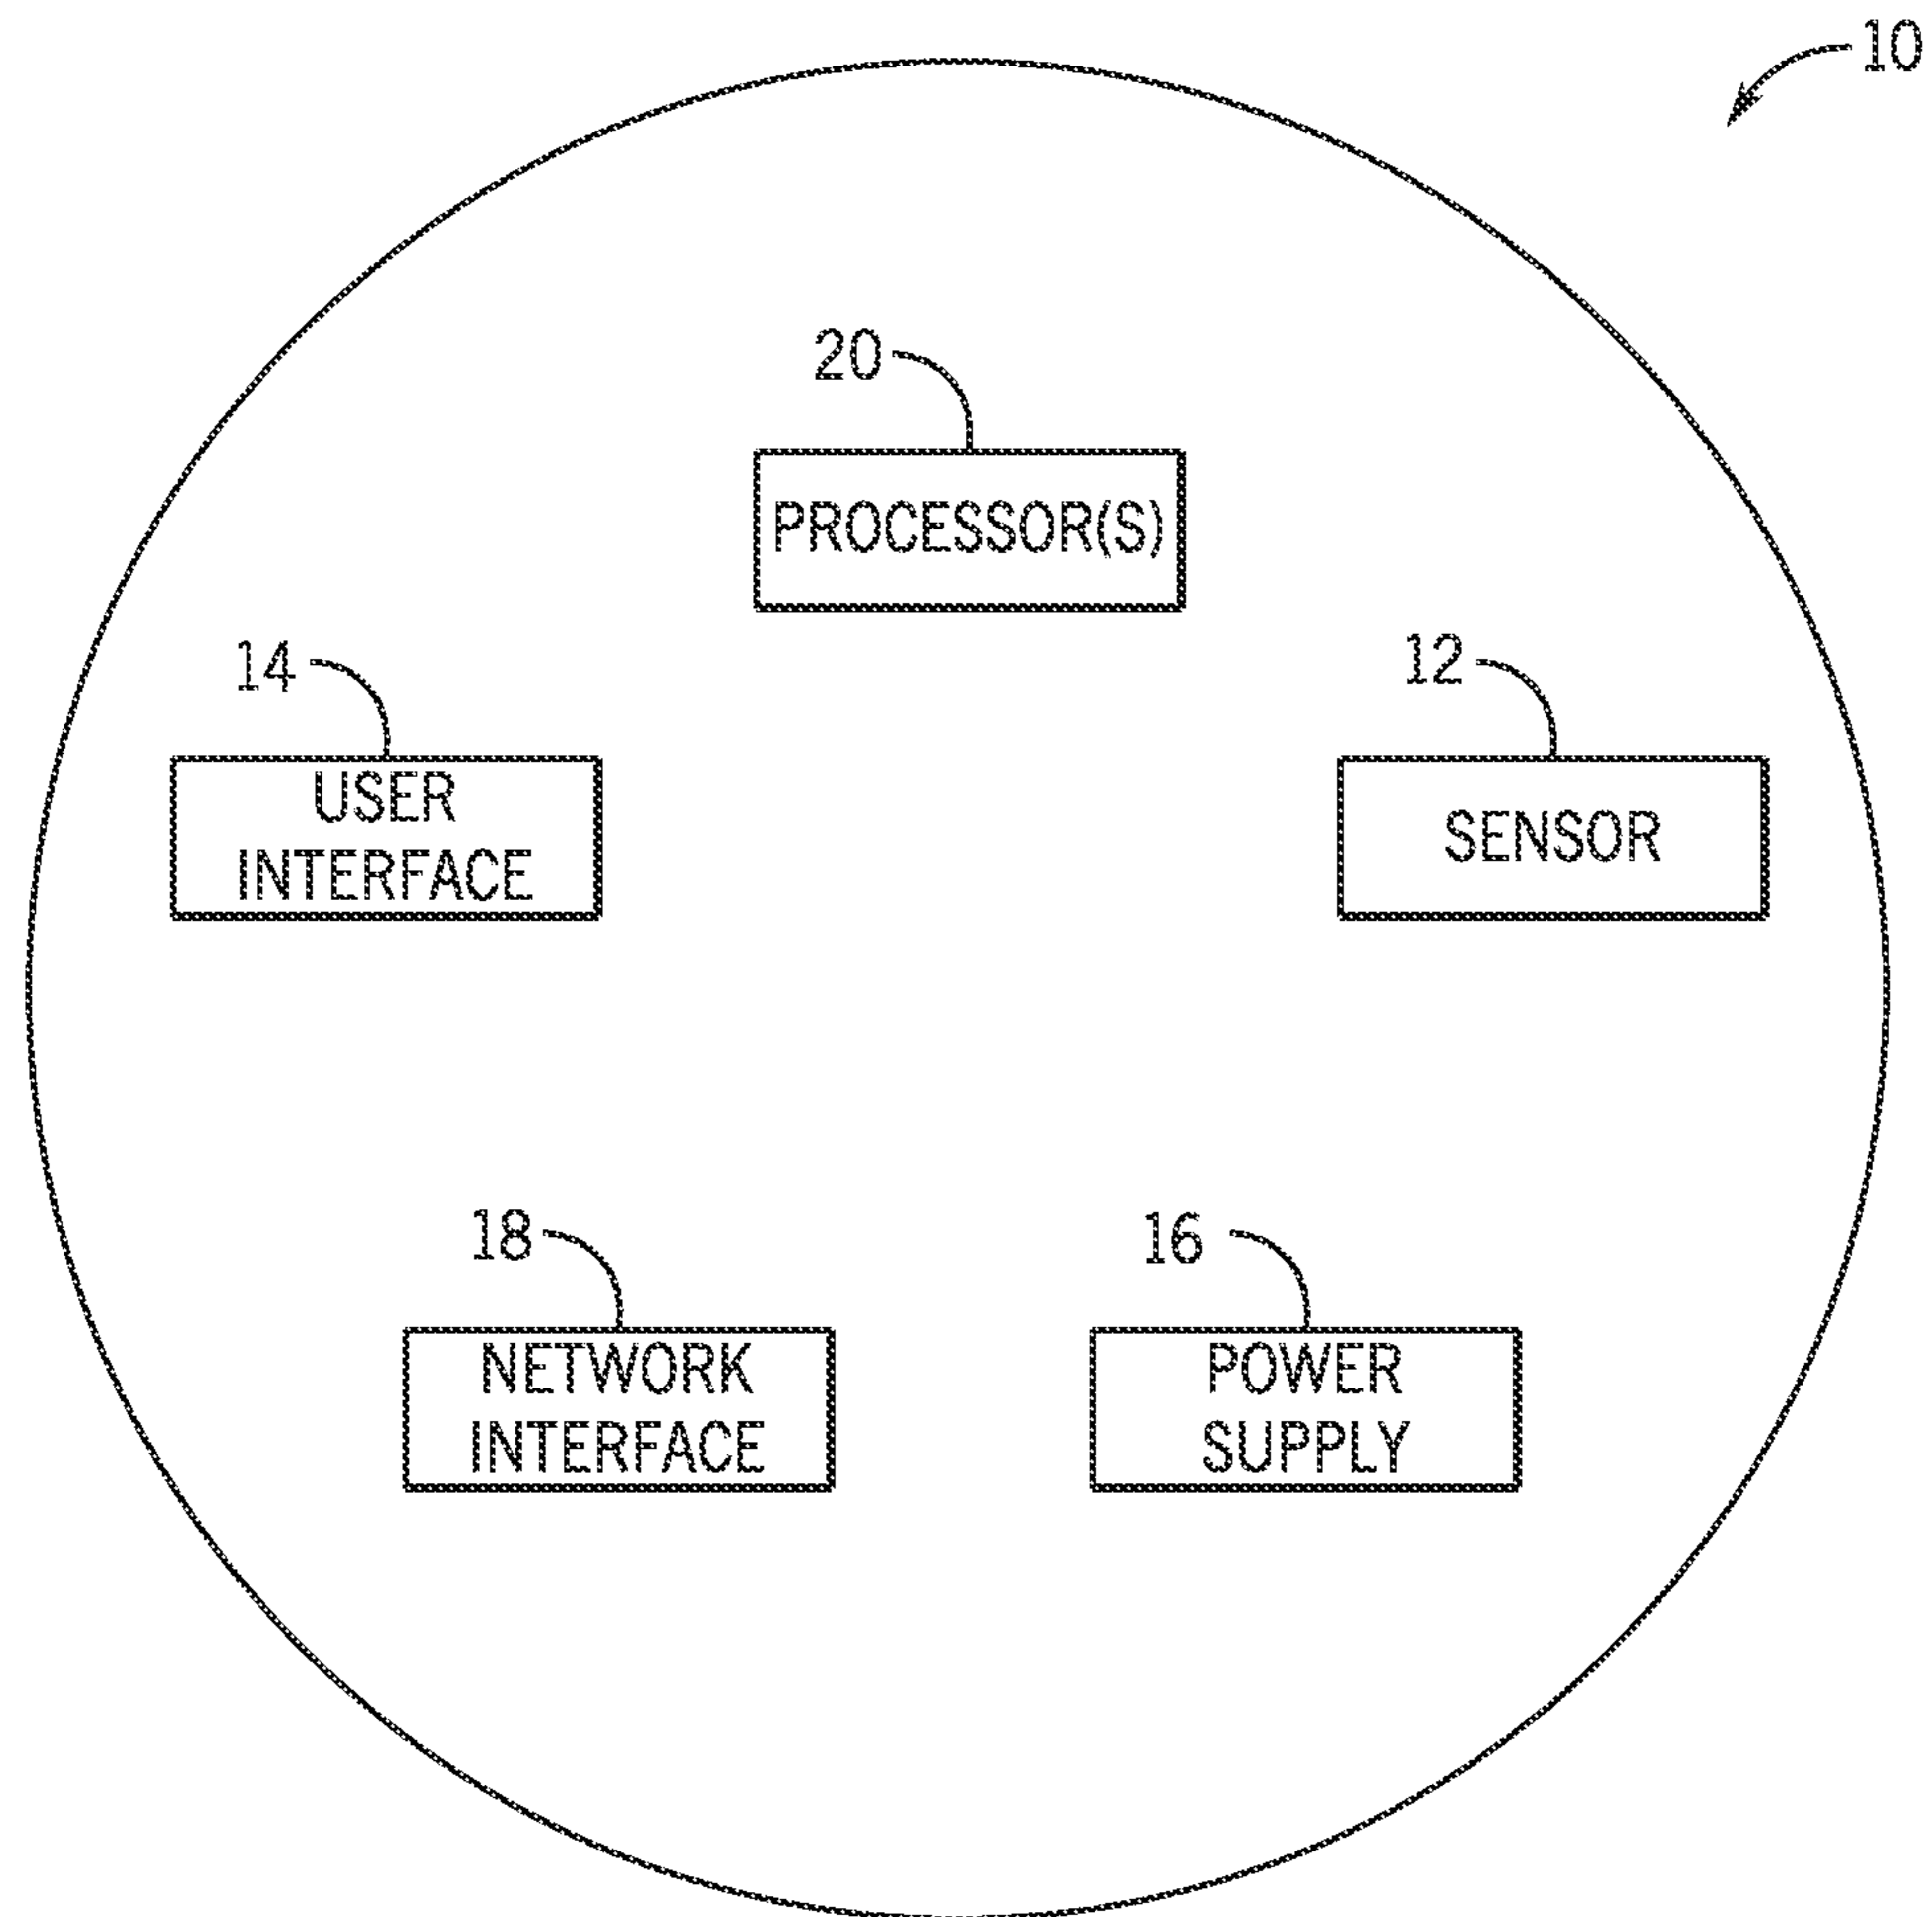 10
20
PROCESSOR(S)
14
USER
INTERFACE
12
SENSOR
18
NETWORK
INTERFACE
16
POWER
SUPPLY